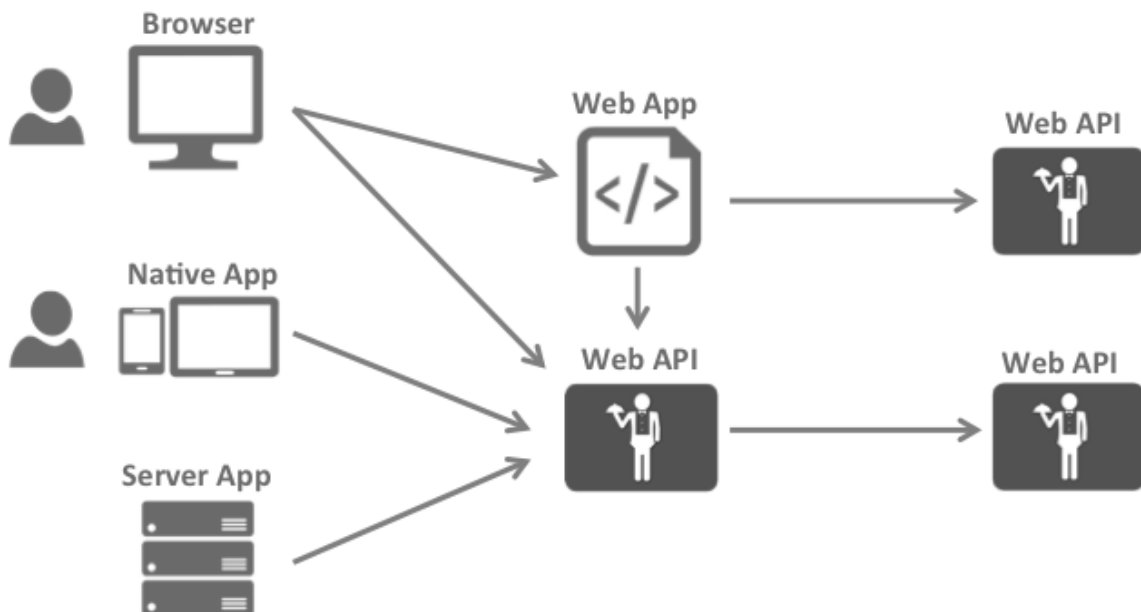 Browser
Web App
Web API
Native App
Web API
Web API
Server App
</>